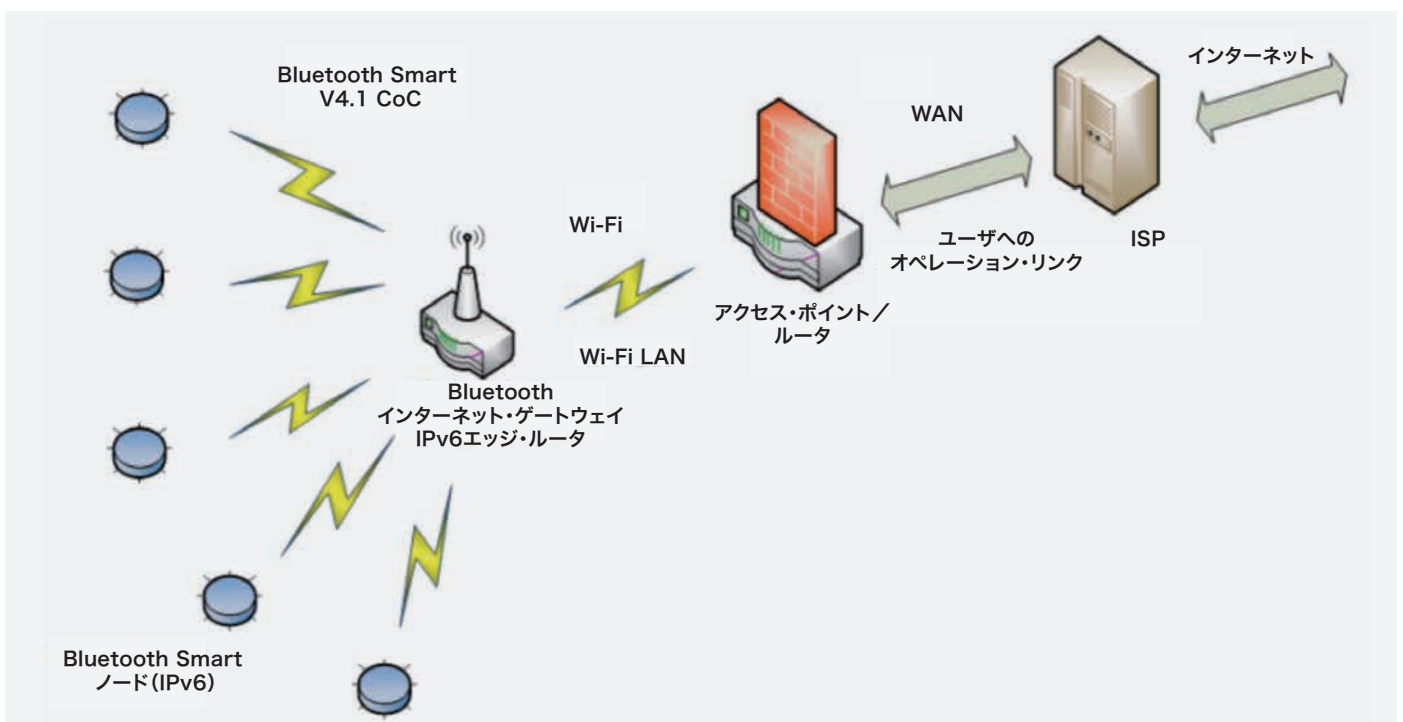 Bluetooth Smart
V4.1 CoC
インターネット
WAN
Wi-Fi
ユーザへの
オペレーション・リンク
ISP
アクセス・ポイント／
ルータ
Wi-Fi LAN
Bluetooth
インターネット・ゲートウェイ
IPv6エッジ・ルータ
Bluetooth Smart
ノード（IPv6）